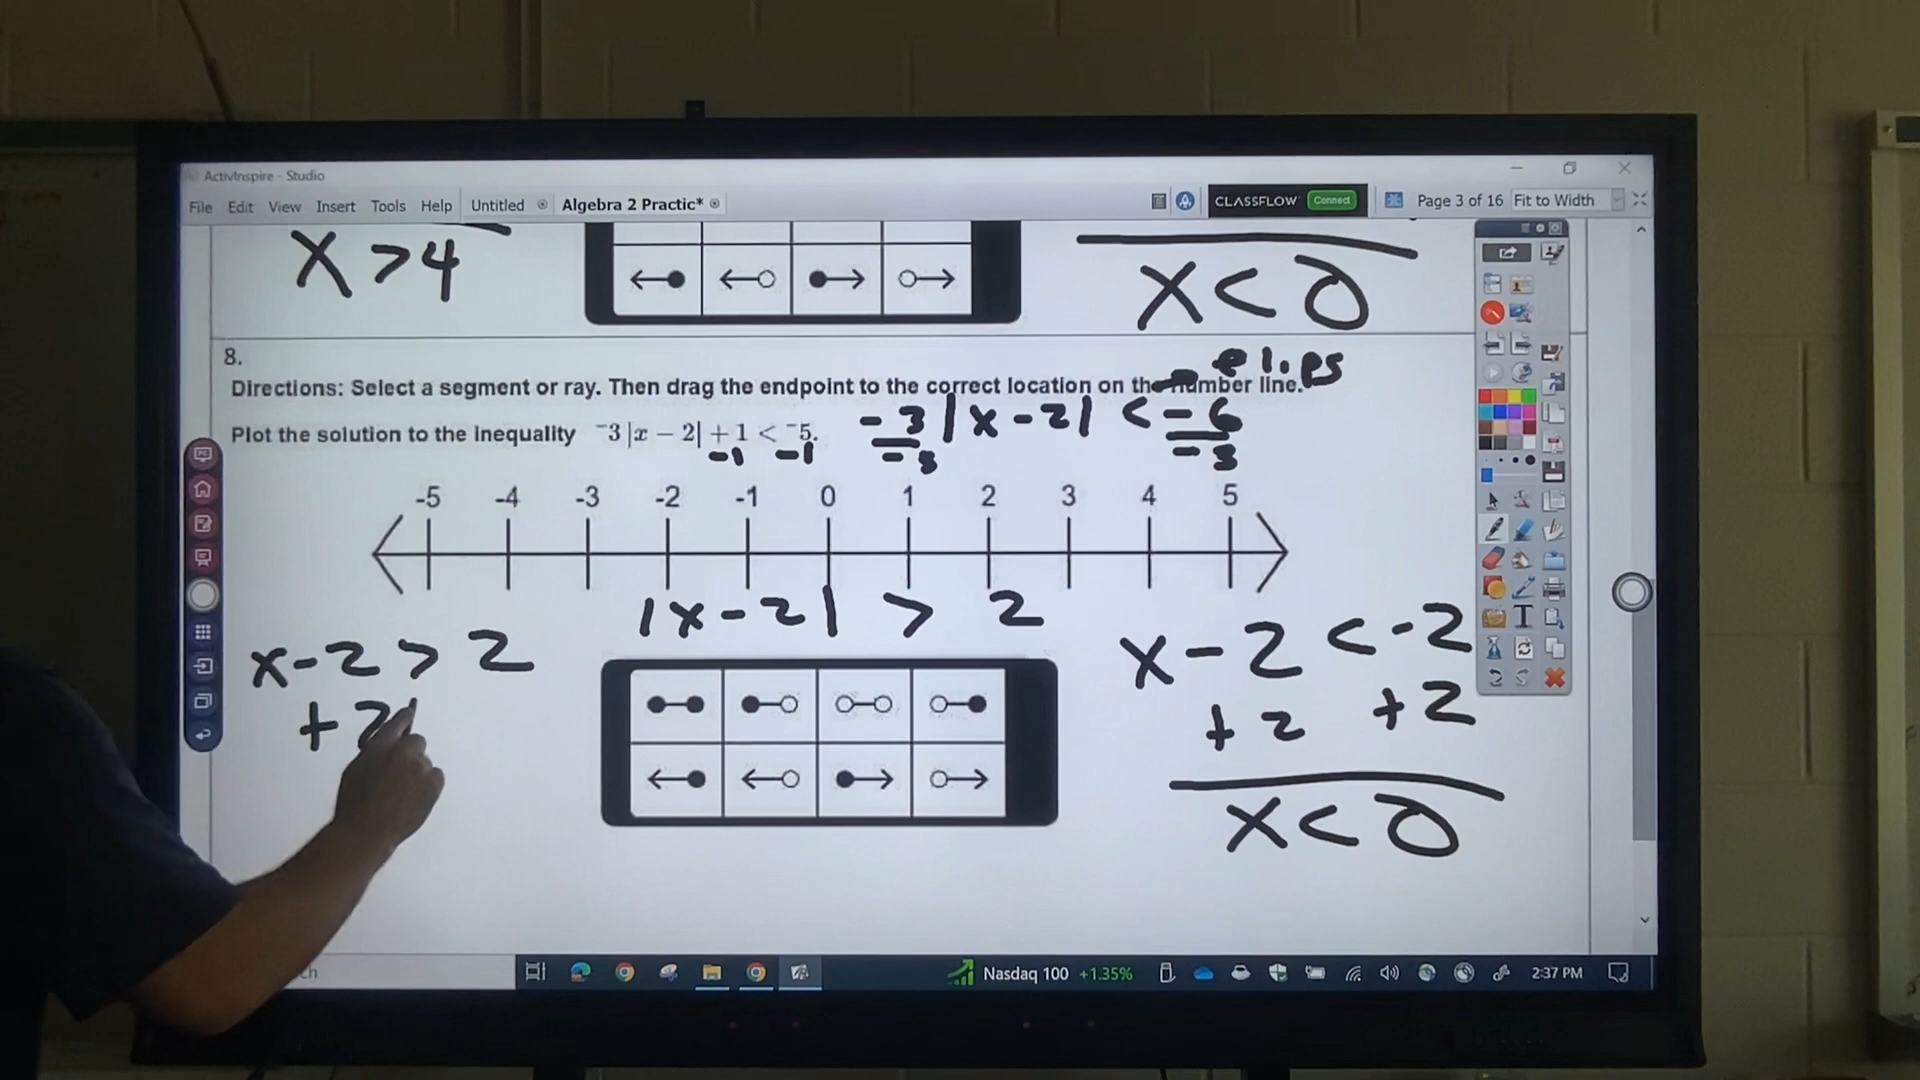 ActivInspire - Studio
File Edit View Insert Tools Help Untitled Algebra 2 Practic* CLASSFLOW Connect Page 3 of 16 Fit to Width
x > 4
x < 0
8.
flips
Directions: Select a segment or ray. Then drag the endpoint to the correct location on the number line.
Plot the solution to the Inequality ⁻3|x − 2| + 1 < ⁻5.
-1 -1
-3|x-2| < -6
-3 -3
-5 -4 -3 -2 -1 0 1 2 3 4 5
|x-2| > 2
x-2 > 2
+2
x-2 < -2
+2 +2
x < 0
Nasdaq 100 +1.35% 2:37 PM